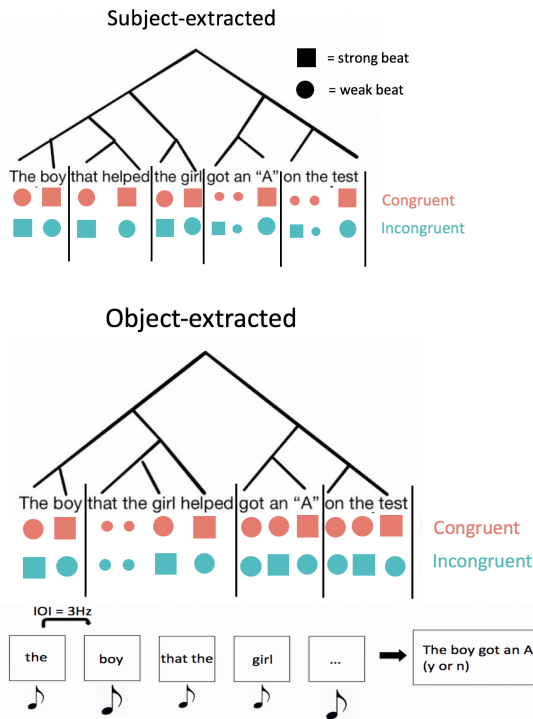 Subject-extracted
= strong beat
= weak beat
The boy that helped the girl got an “A” on the test
Congruent
Incongruent
Object-extracted
The boy that the girl helped got an “A” on the test
Congruent
Incongruent
IOI = 3Hz
the
boy
that the
girl
...
The boy got an A
(y or n)